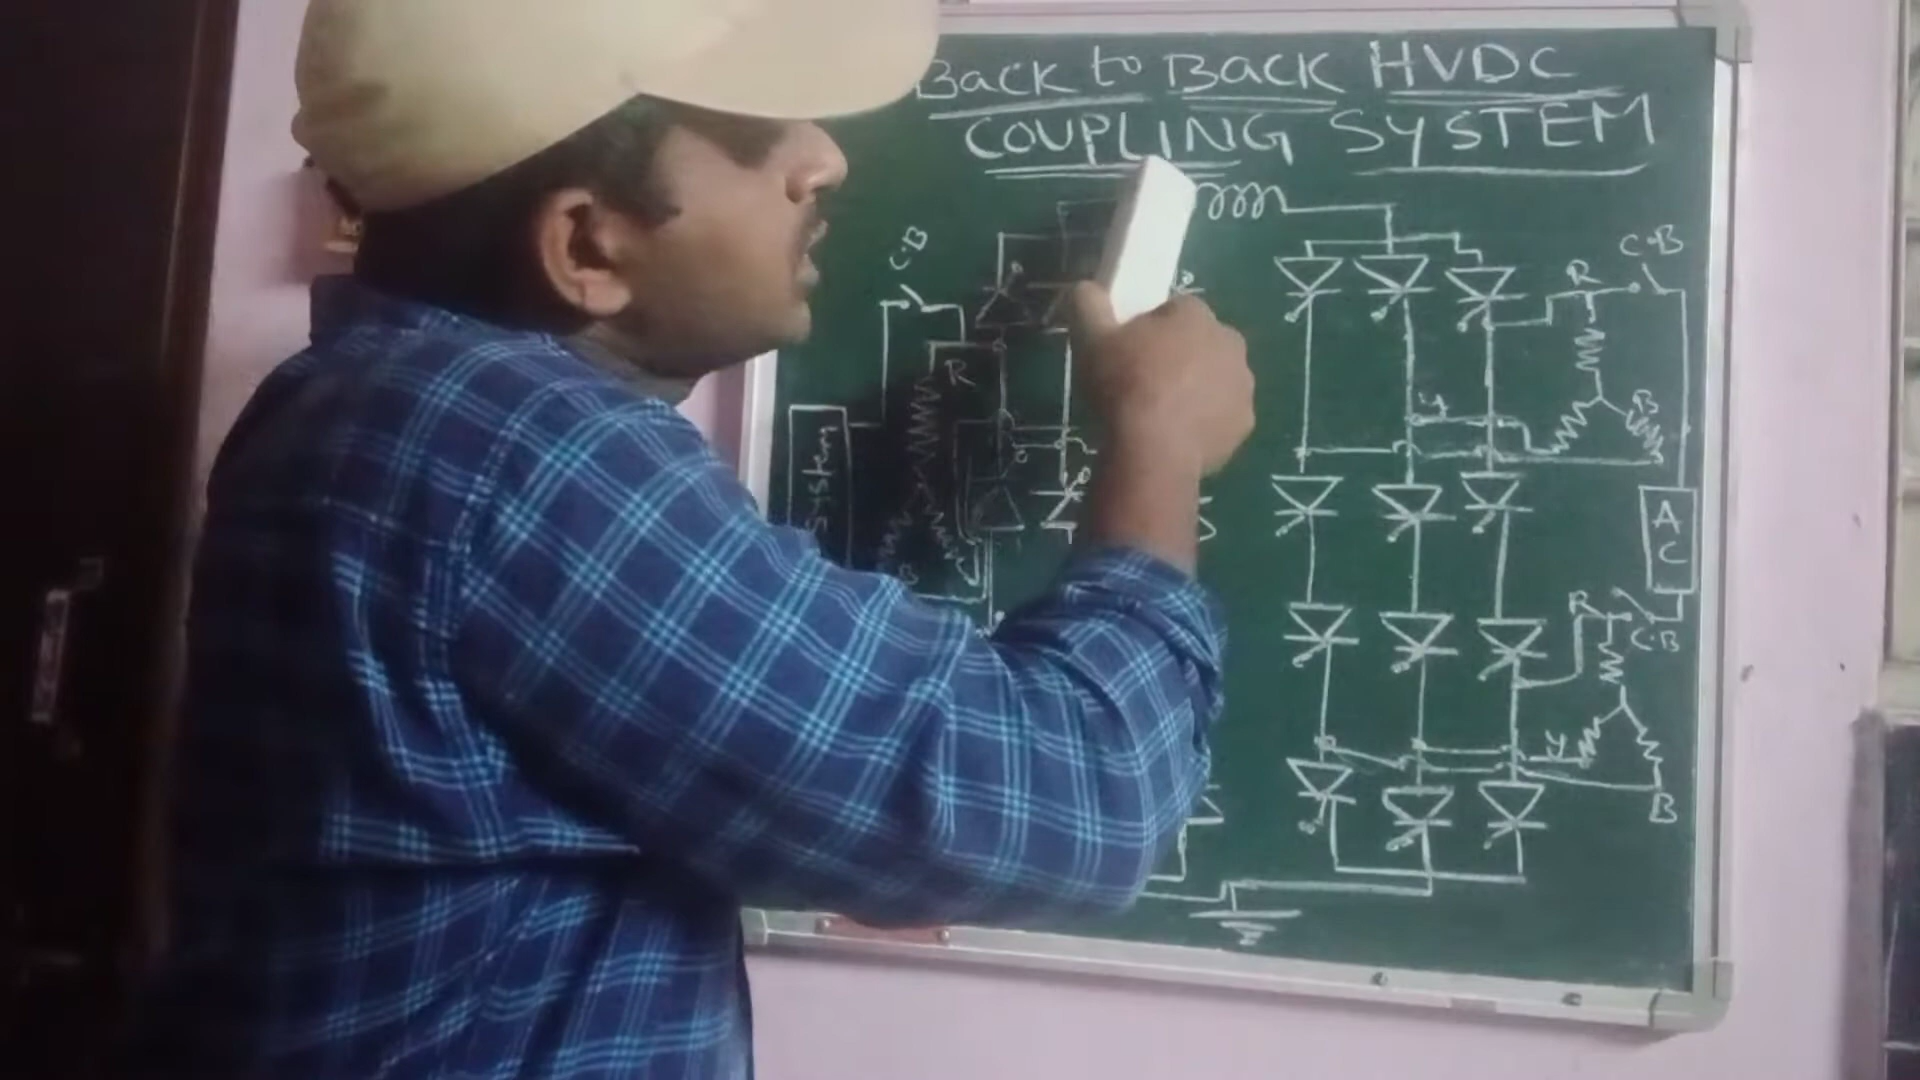 Back to Back HVDC
COUPLING SYSTEM
C.B
R
System
R
C.B
y
B
A
C
R
C.B
y
B